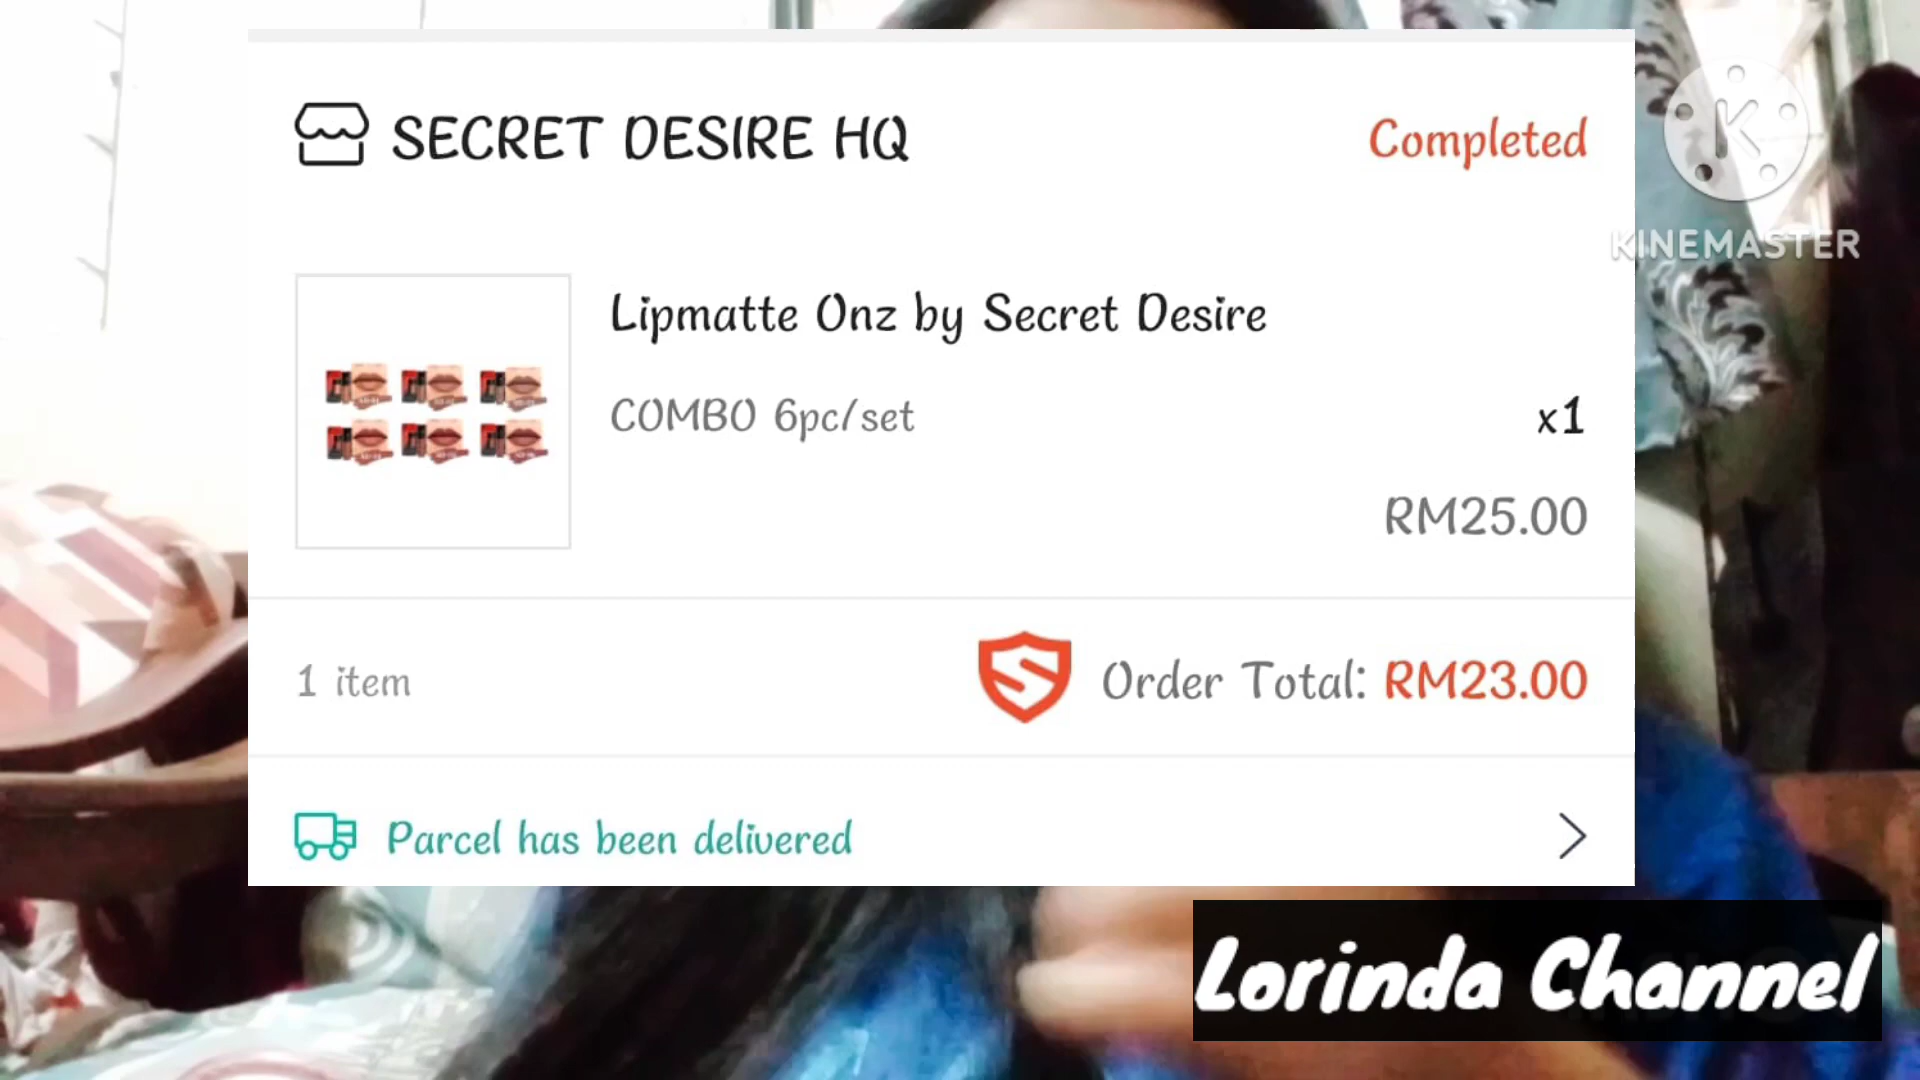 SECRET DESIRE HQ
Completed
KINEMASTER
Lipmatte Onz by Secret Desire
COMBO 6pc/set
x1
RM25.00
1 item
Order Total: RM23.00
Parcel has been delivered
Lorinda Channel